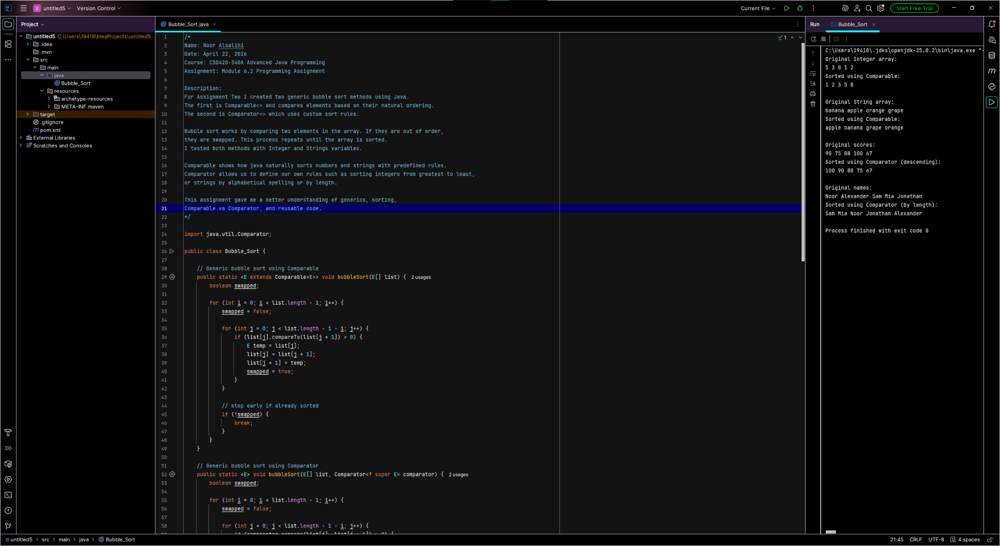 U untitled5 Version Control Current File Start Free Trial
Project
untitled5 C:\Users\19418\IdeaProjects\untitled5
.idea
.mvn
src
main
java
Bubble_Sort
resources
archetype-resources
META-INF.maven
target
.gitignore
m pom.xml
External Libraries
Scratches and Consoles
Bubble_Sort.java
1
1 /*
2 Name: Noor Alsalihi
3 Date: April 22, 2026
4 Course: CSD420-340A Advanced Java Programming
5 Assignment: Module 6.2 Programming Assignment
6
7 Description:
8 For Assignment Two I created two generic bubble sort methods using Java.
9 The first is Comparable<> and compares elements based on their natural ordering.
10 The second is Comparator<> which uses custom sort rules.
11
12 Bubble sort works by comparing two elements in the array. If they are out of order,
13 they are swapped. This process repeats until the array is sorted.
14 I tested both methods with Integer and Strings variables.
15
16 Comparable shows how java naturally sorts numbers and strings with predefined rules.
17 Comparator allows us to define our own rules such as sorting integers from greatest to least,
18 or strings by alphabetical spelling or by length.
19
20 This assignment gave me a better understanding of generics, sorting,
21 Comparable vs Comparator, and reusable code.
22 */
23
24 import java.util.Comparator;
25
26 public class Bubble_Sort {
27
28 // Generic bubble sort using Comparable
29 @ public static <E extends Comparable<E>> void bubbleSort(E[] list) { 2 usages
30 boolean swapped;
31
32 for (int i = 0; i < list.length - 1; i++) {
33 swapped = false;
34
35 for (int j = 0; j < list.length - 1 - i; j++) {
36 if (list[j].compareTo(list[j + 1]) > 0) {
37 E temp = list[j];
38 list[j] = list[j + 1];
39 list[j + 1] = temp;
40 swapped = true;
41 }
42 }
43
44 // stop early if already sorted
45 if (!swapped) {
46 break;
47 }
48 }
49 }
50
51 // Generic bubble sort using Comparator
52 @ public static <E> void bubbleSort(E[] list, Comparator<? super E> comparator) { 2 usages
53 boolean swapped;
54
55 for (int i = 0; i < list.length - 1; i++) {
56 swapped = false;
57
58 for (int j = 0; j < list.length - 1 - i; j++) {
Run Bubble_Sort
C:\Users\19418\.jdks\openjdk-25.0.2\bin\java.exe "-
Original Integer array:
5 3 8 1 2
Sorted using Comparable:
1 2 3 5 8
Original String array:
banana apple orange grape
Sorted using Comparable:
apple banana grape orange
Original scores:
90 75 88 100 67
Sorted using Comparator (descending):
100 90 88 75 67
Original names:
Noor Alexander Sam Mia Jonathan
Sorted using Comparator (by length):
Sam Mia Noor Jonathan Alexander
Process finished with exit code 0
m
untitled5 > src > main > java > Bubble_Sort
21:45 CRLF UTF-8 4 spaces